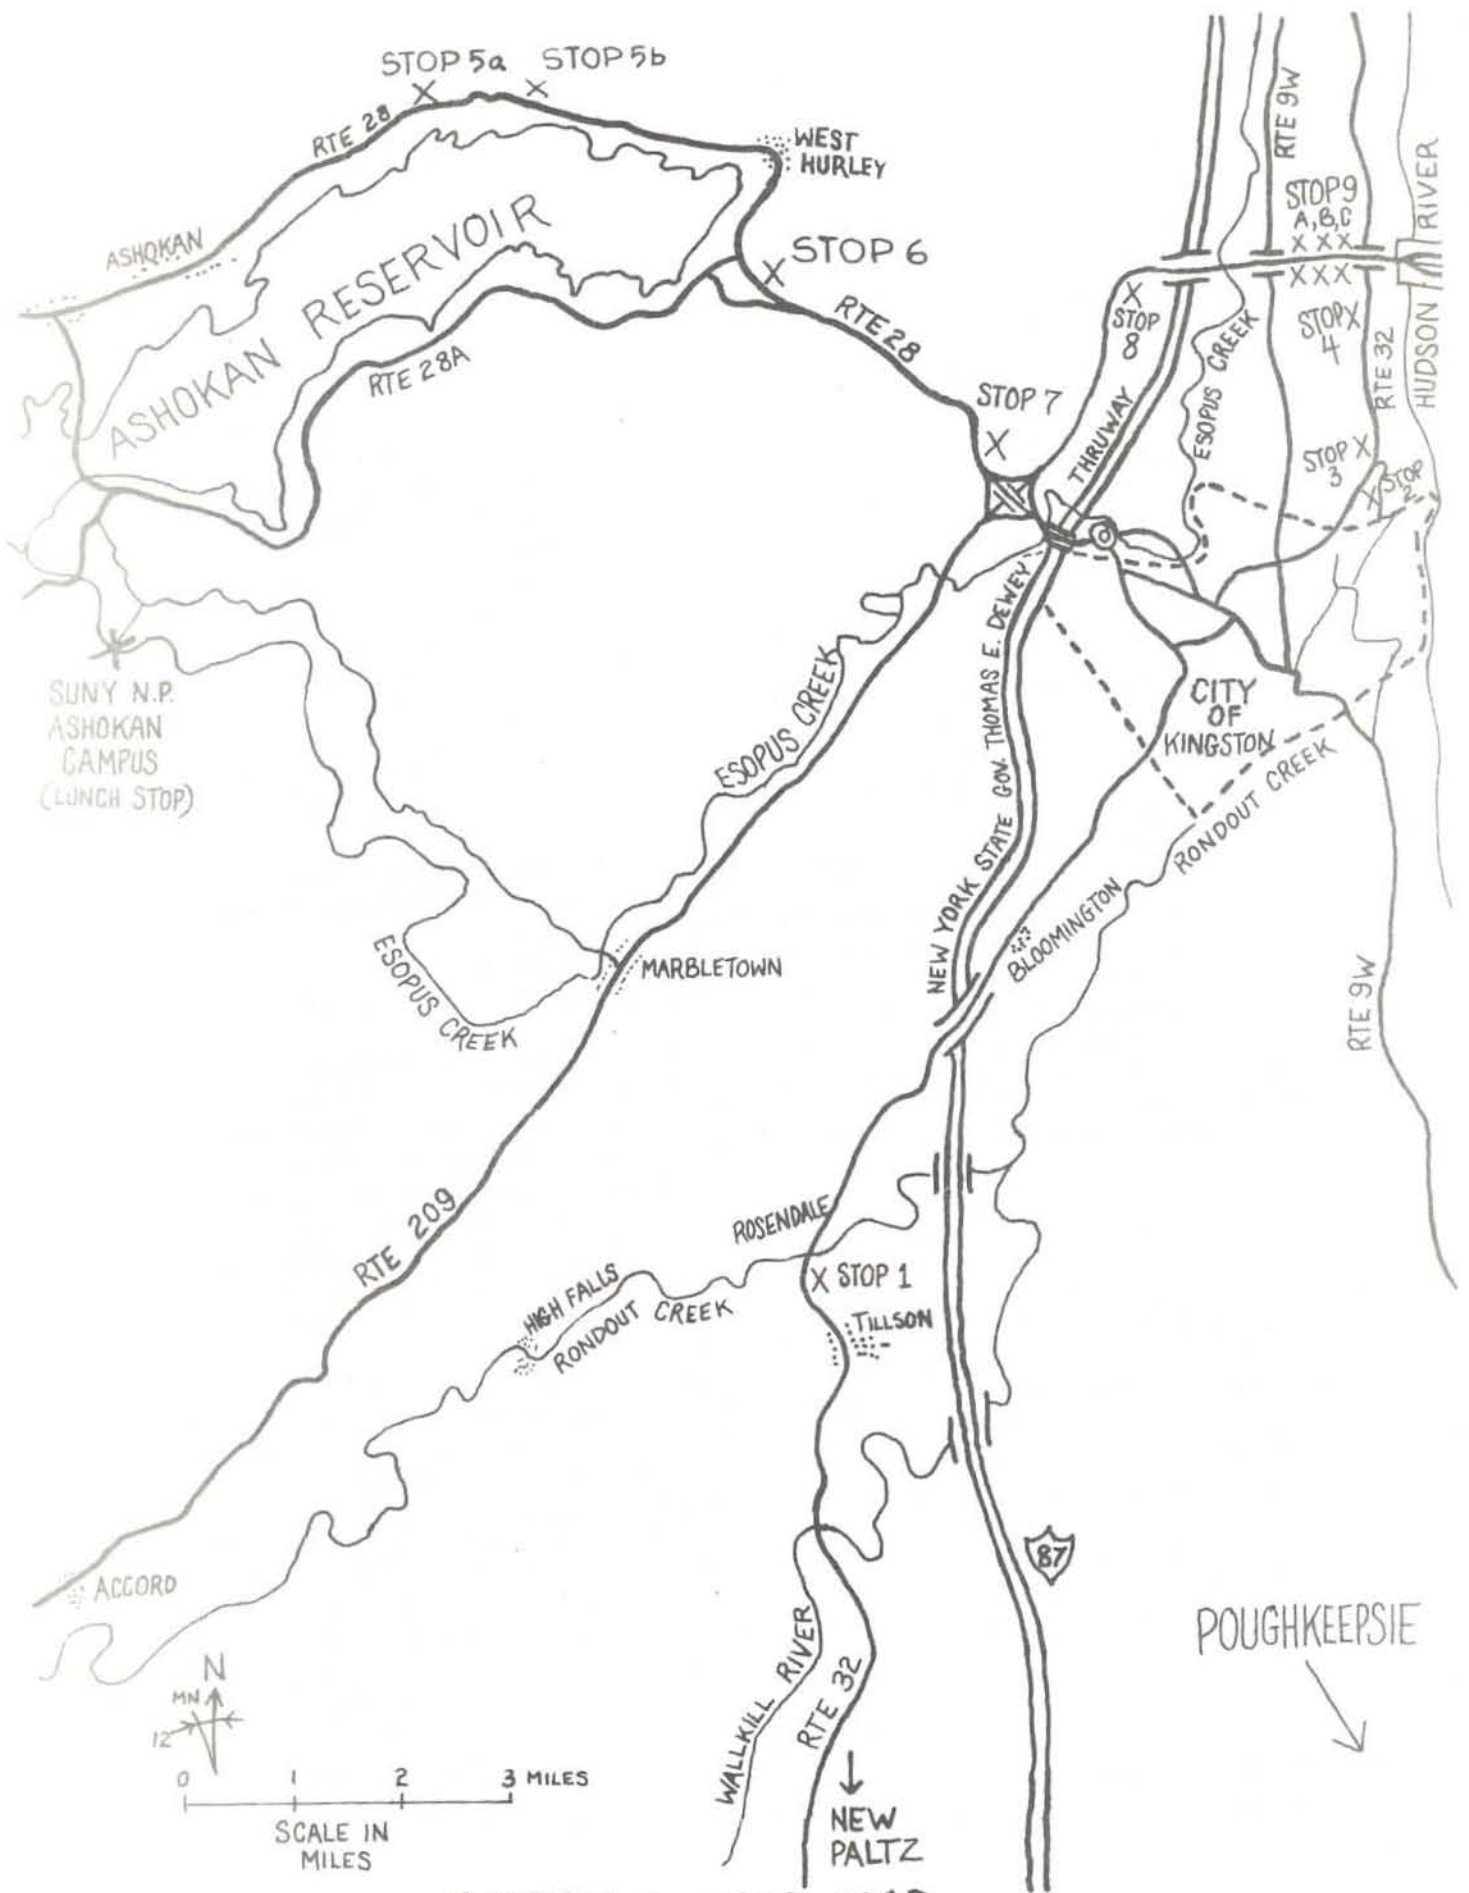 STOP 5a STOP 5b
RTE 28
WEST
HURLEY
ASHOKAN
ASHOKAN RESERVOIR
RTE 28A
STOP 6
RTE 28
STOP 7
RTE 9W
STOP 9
A,B,C
X X X
X X X
HUDSON RIVER
X
STOP
8
STOP X
4
RTE 32
ESOPUS CREEK
THRUWAY
STOP X
3
X STOP
2
SUNY N.P.
ASHOKAN
CAMPUS
(LUNCH STOP)
ESOPUS CREEK
NEW YORK STATE GOV. THOMAS E. DEWEY
CITY
OF
KINGSTON
RONDOUT CREEK
BLOOMINGTON
MARBLETOWN
ESOPUS CREEK
RTE 9W
RTE 209
ROSENDALE
X STOP 1
HIGH FALLS
RONDOUT CREEK
TILLSON
ACCORD
87
POUGHKEEPSIE
WALLKILL RIVER
RTE 32
N
MN
12
0 1 2 3 MILES
SCALE IN
MILES
NEW
PALTZ